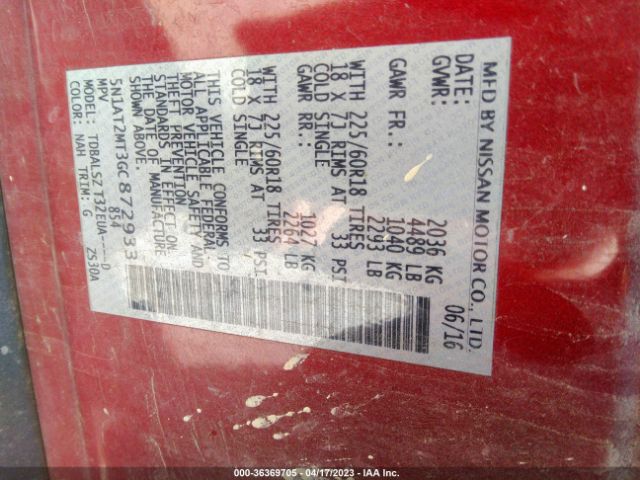 MFD BY NISSAN MOTOR CO., LTD.
DATE: 06/16
GVWR: 2036 KG
4489 LB
GAWR FR.: 1040 KG
2293 LB
WITH 225/60R18 TIRES
18 X 7J RIMS AT 33 PSI
COLD SINGLE
GAWR RR.: 1027 KG
2264 LB
WITH 225/60R18 TIRES
18 X 7J RIMS AT 33 PSI
COLD SINGLE
THIS VEHICLE CONFORMS TO
ALL APPLICABLE FEDERAL
MOTOR VEHICLE SAFETY AND
THEFT PREVENTION
STANDARDS IN EFFECT ON
THE DATE OF MANUFACTURE
SHOWN ABOVE.
5N1AT2MT3GC872933
MPV 854
MODEL: TDBALSZT32EUA----D
COLOR: NAH TRIM: G Z530A
000-36369705 - 04/17/2023 - IAA Inc.